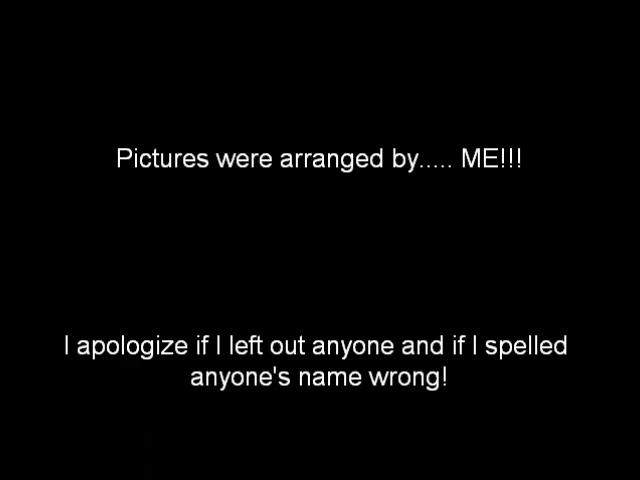 Pictures were arranged by..... ME!!!
I apologize if I left out anyone and if I spelled
anyone's name wrong!